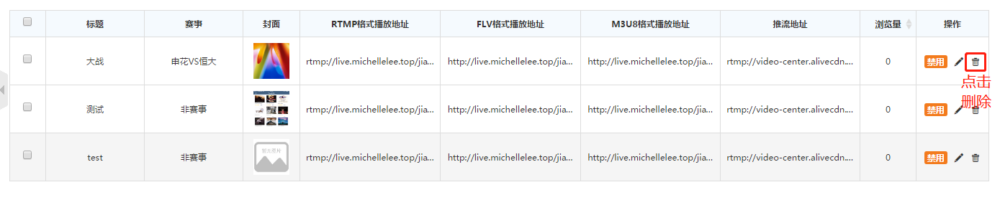 标题 赛事 封面 RTMP格式播放地址 FLV格式播放地址 M3U8格式播放地址 推流地址 浏览量 操作
大战 申花VS恒大 rtmp://live.michellelee.top/jia... http://live.michellelee.top/jia... http://live.michellelee.top/jia... rtmp://video-center.alivecdn.... 0 禁用
点击
删除
测试 非赛事 rtmp://live.michellelee.top/jia... http://live.michellelee.top/jia... http://live.michellelee.top/jia... rtmp://video-center.alivecdn.... 0 禁用
test 非赛事 暂无图片 rtmp://live.michellelee.top/jia... http://live.michellelee.top/jia... http://live.michellelee.top/jia... rtmp://video-center.alivecdn.... 0 禁用